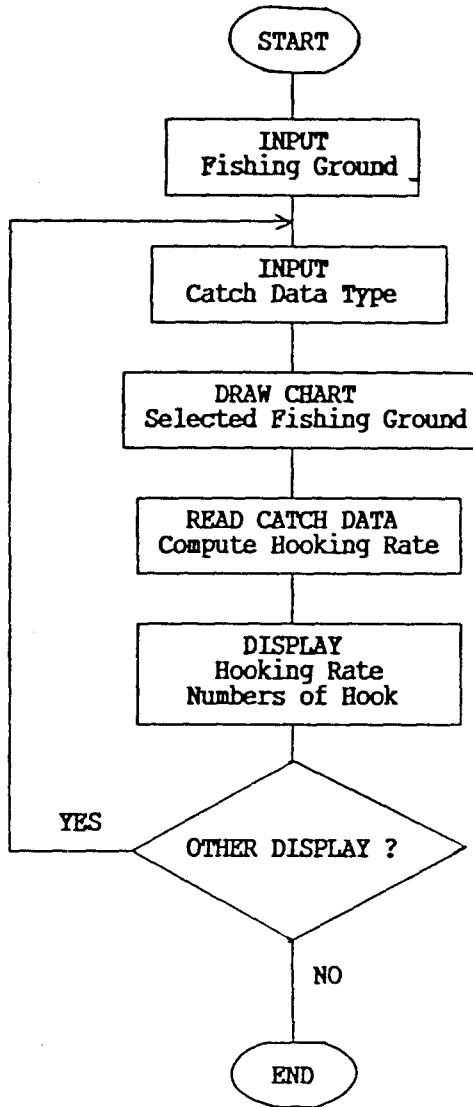 START
INPUT
Fishing Ground
INPUT
Catch Data Type
DRAW CHART
Selected Fishing Ground
READ CATCH DATA
Compute Hooking Rate
DISPLAY
Hooking Rate
Numbers of Hook
YES
OTHER DISPLAY ?
NO
END